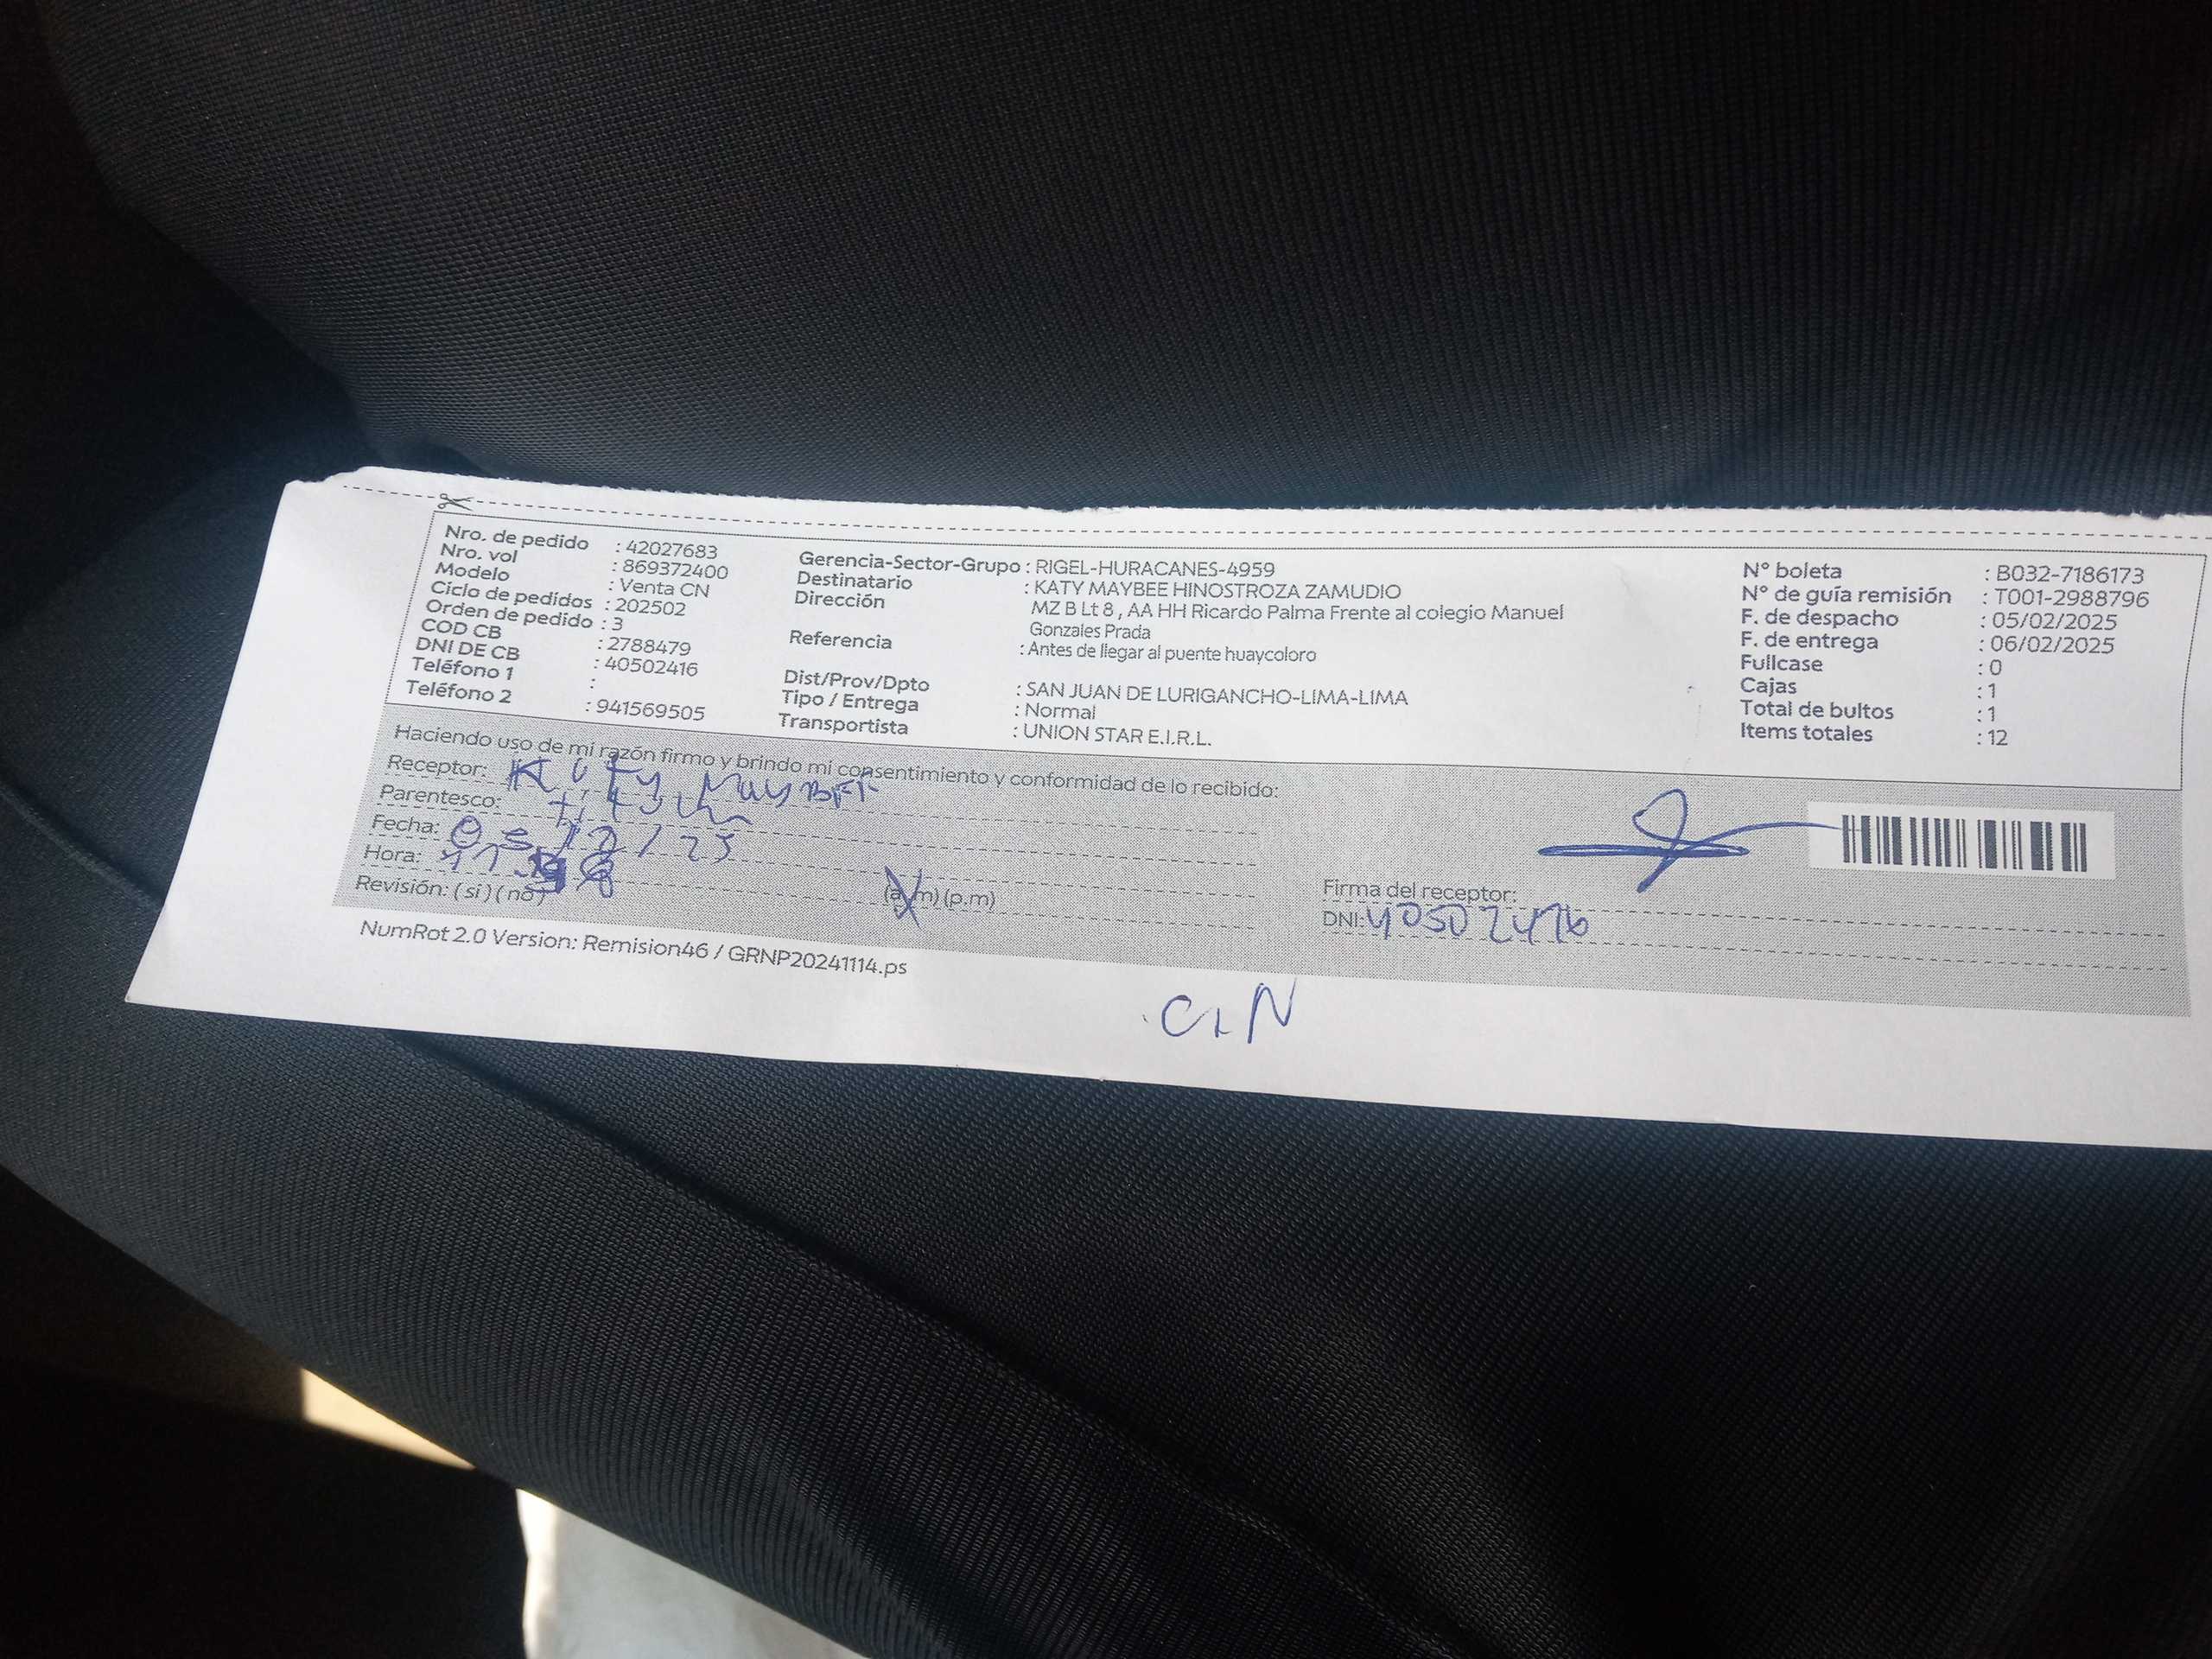 Nro. de pedido : 42027683
Nro. vol : 869372400
Modelo : Venta CN
Ciclo de pedidos : 202502
Orden de pedido : 3
COD CB : 2788479
DNI DE CB : 40502416
Teléfono 1 :
Teléfono 2 : 941569505
Gerencia-Sector-Grupo : RIGEL-HURACANES-4959
Destinatario : KATY MAYBEE HINOSTROZA ZAMUDIO
Dirección MZ B Lt 8 , AA HH Ricardo Palma Frente al colegio Manuel
Gonzales Prada
Referencia : Antes de llegar al puente huaycoloro
Dist/Prov/Dpto : SAN JUAN DE LURIGANCHO-LIMA-LIMA
Tipo / Entrega : Normal
Transportista : UNION STAR E.I.R.L.
N° boleta : B032-7186173
N° de guía remisión : T001-2988796
F. de despacho : 05/02/2025
F. de entrega : 06/02/2025
Fullcase : 0
Cajas : 1
Total de bultos : 1
Items totales : 12
Haciendo uso de mi razón firmo y brindo mi consentimiento y conformidad de lo recibido:
Receptor: Katy Maybee
Parentesco:
Fecha:
Hora:
(a.m) (p.m)
Revisión: ( sí ) ( no )
Firma del receptor:
DNI: 40502416
NumRot 2.0 Version: Remision46 / GRNP20241114.ps